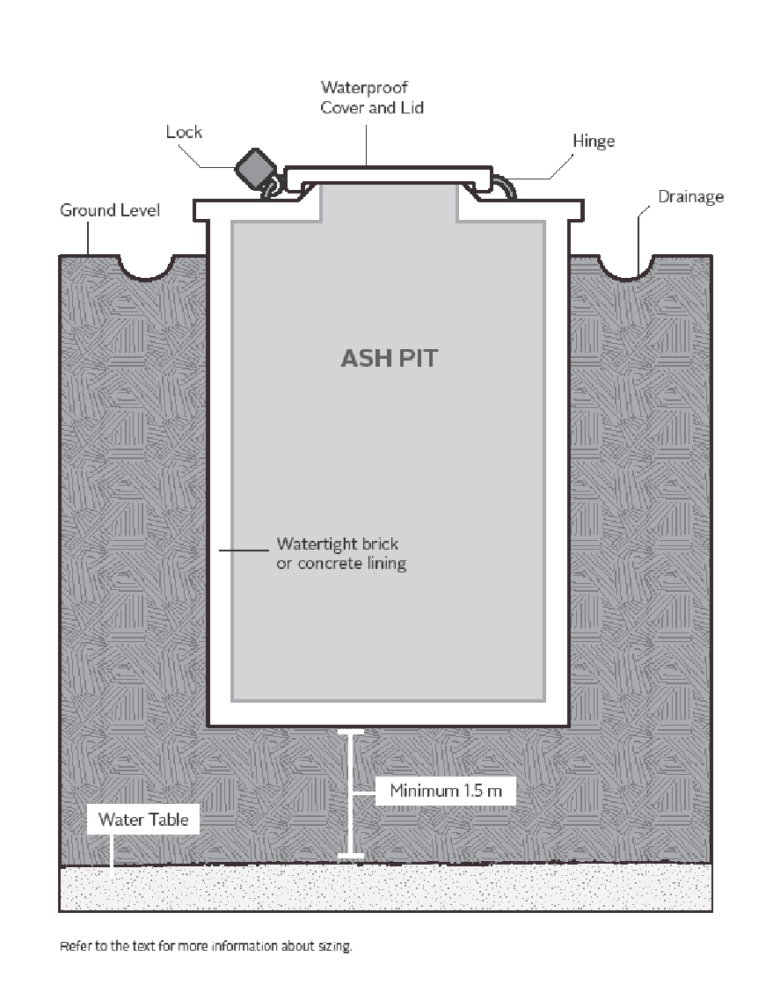 Waterproof
Cover and Lid
Lock
Hinge
Drainage
Ground Level
ASH PIT
Watertight brick
or concrete lining
Minimum 1.5 m
Water Table
Refer to the text for more information about sizing.